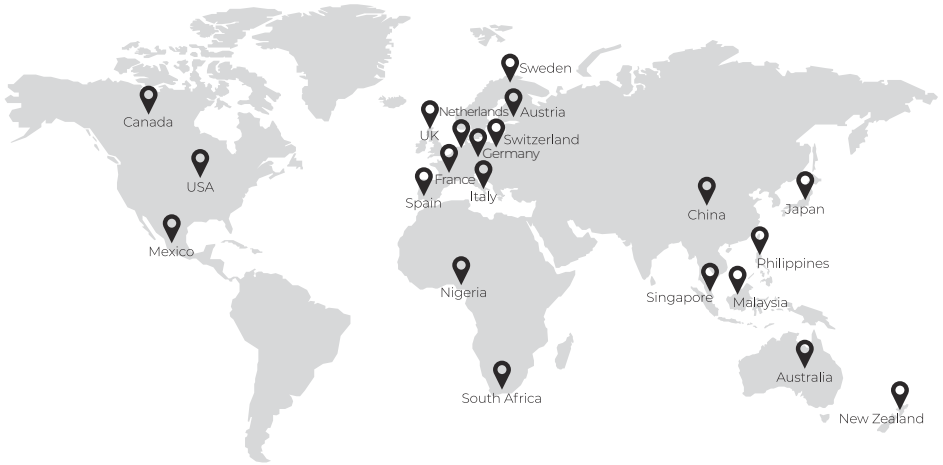 Sweden
Canada
Netherlands
Austria
UK
Switzerland
Germany
France
USA
Italy
Spain
China
Japan
Mexico
Philippines
Nigeria
Singapore
Malaysia
Australia
South Africa
New Zealand